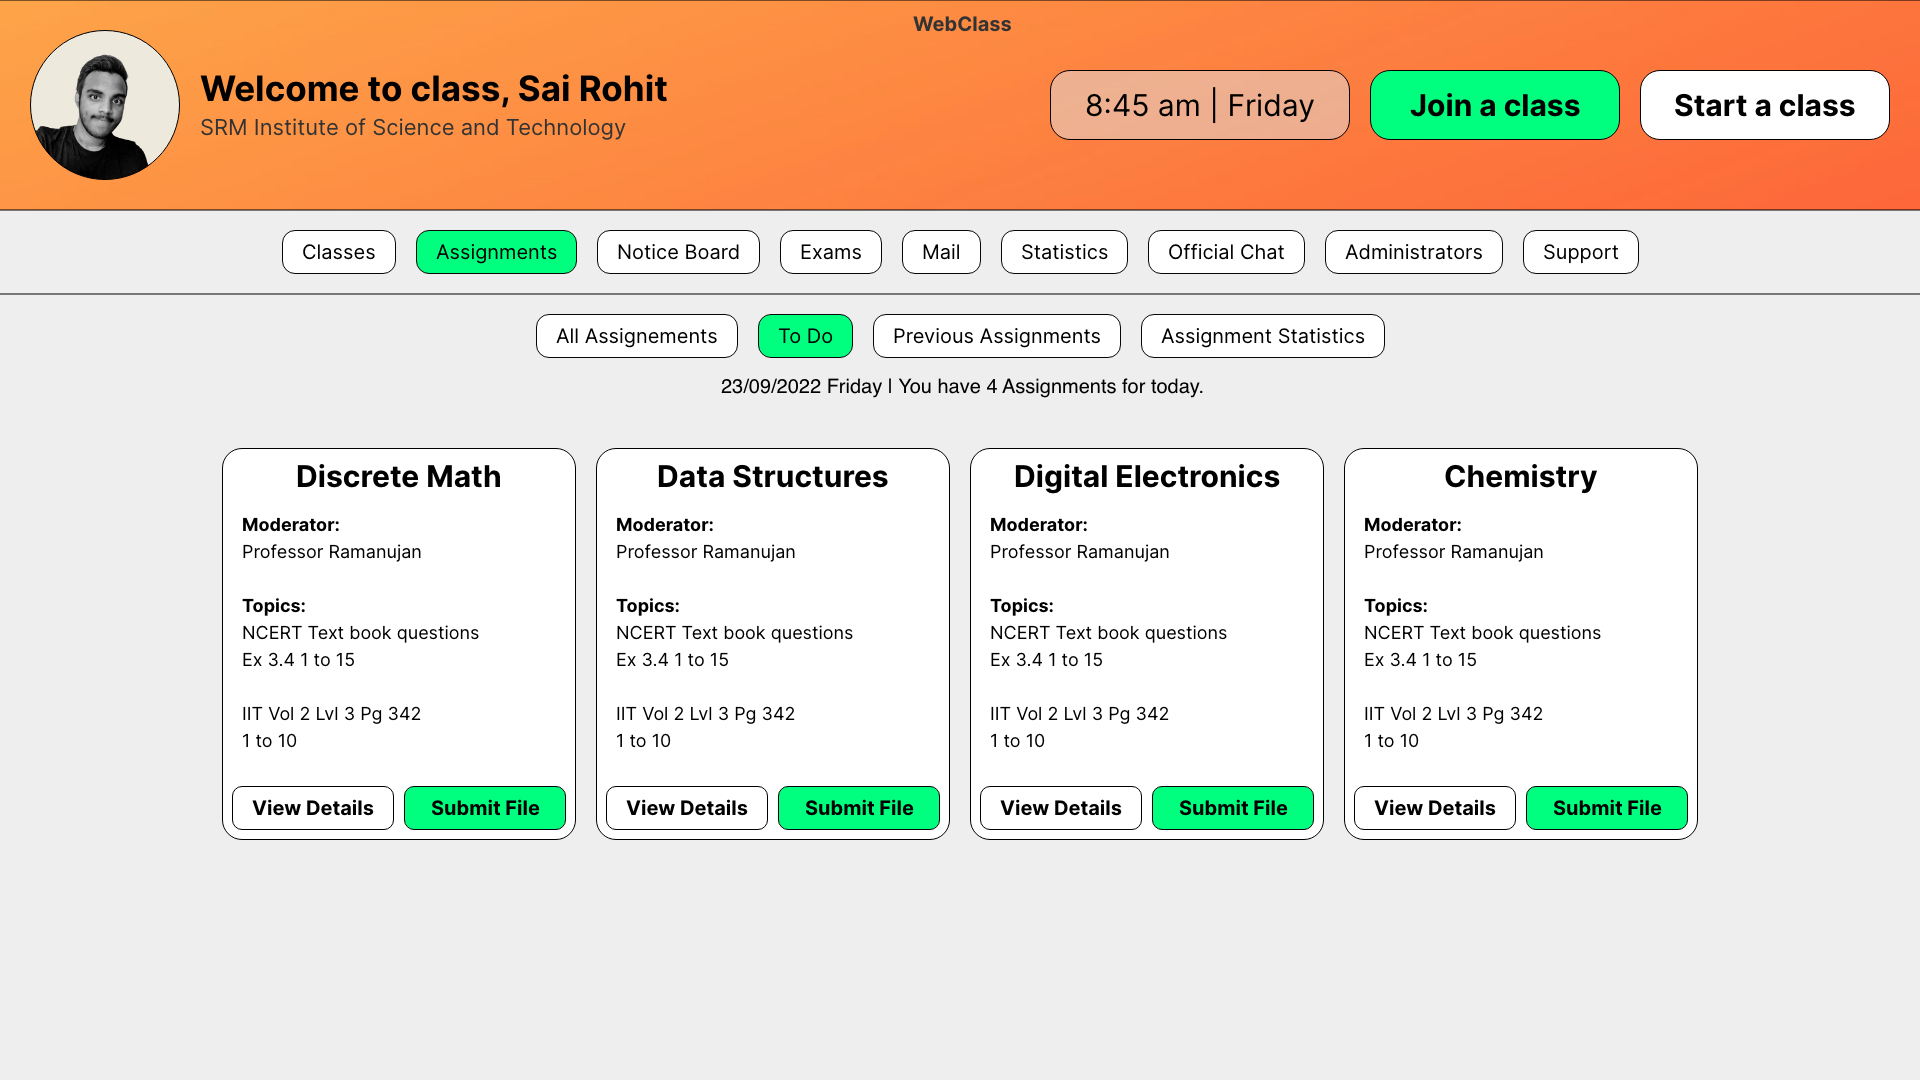 WebClass
Welcome to class, Sai Rohit
SRM Institute of Science and Technology
8:45 am | Friday
Join a class
Start a class
Classes
Assignments
Notice Board
Exams
Mail
Statistics
Official Chat
Administrators
Support
All Assignements
To Do
Previous Assignments
Assignment Statistics
23/09/2022 Friday | You have 4 Assignments for today.
Discrete Math
Moderator:
Professor Ramanujan
Topics:
NCERT Text book questions
Ex 3.4 1 to 15
IIT Vol 2 Lvl 3 Pg 342
1 to 10
View Details
Submit File
Data Structures
Moderator:
Professor Ramanujan
Topics:
NCERT Text book questions
Ex 3.4 1 to 15
IIT Vol 2 Lvl 3 Pg 342
1 to 10
View Details
Submit File
Digital Electronics
Moderator:
Professor Ramanujan
Topics:
NCERT Text book questions
Ex 3.4 1 to 15
IIT Vol 2 Lvl 3 Pg 342
1 to 10
View Details
Submit File
Chemistry
Moderator:
Professor Ramanujan
Topics:
NCERT Text book questions
Ex 3.4 1 to 15
IIT Vol 2 Lvl 3 Pg 342
1 to 10
View Details
Submit File